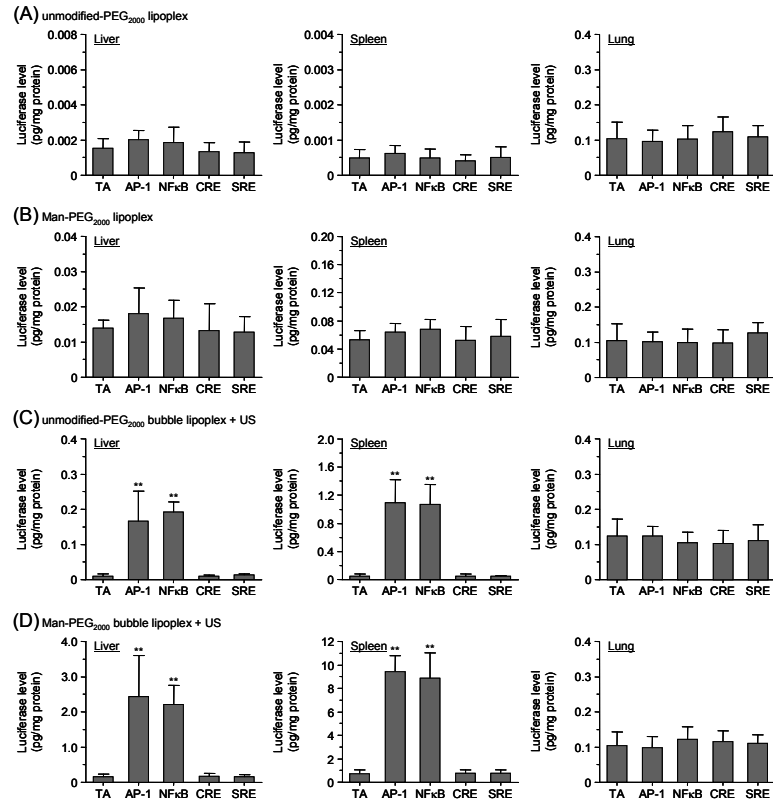 (A) unmodified-PEG2000 lipoplex
Liver
Luciferase level
(pg/mg protein)
0.008
0.006
0.004
0.002
0
TA AP-1 NFκB CRE SRE
Spleen
Luciferase level
(pg/mg protein)
0.004
0.003
0.002
0.001
0
TA AP-1 NFκB CRE SRE
Lung
Luciferase level
(pg/mg protein)
0.4
0.3
0.2
0.1
0
TA AP-1 NFκB CRE SRE
(B) Man-PEG2000 lipoplex
Liver
Luciferase level
(pg/mg protein)
0.04
0.03
0.02
0.01
0
TA AP-1 NFκB CRE SRE
Spleen
Luciferase level
(pg/mg protein)
0.20
0.16
0.12
0.08
0.04
0
TA AP-1 NFκB CRE SRE
Lung
Luciferase level
(pg/mg protein)
0.4
0.3
0.2
0.1
0
TA AP-1 NFκB CRE SRE
(C) unmodified-PEG2000 bubble lipoplex + US
Liver
Luciferase level
(pg/mg protein)
0.4
0.3
0.2
0.1
0
** **
TA AP-1 NFκB CRE SRE
Spleen
Luciferase level
(pg/mg protein)
2.0
1.6
1.2
0.8
0.4
0
** **
TA AP-1 NFκB CRE SRE
Lung
Luciferase level
(pg/mg protein)
0.4
0.3
0.2
0.1
0
TA AP-1 NFκB CRE SRE
(D) Man-PEG2000 bubble lipoplex + US
Liver
Luciferase level
(pg/mg protein)
4.0
3.0
2.0
1.0
0
** **
TA AP-1 NFκB CRE SRE
Spleen
Luciferase level
(pg/mg protein)
12
10
8
6
4
2
0
** **
TA AP-1 NFκB CRE SRE
Lung
Luciferase level
(pg/mg protein)
0.4
0.3
0.2
0.1
0
TA AP-1 NFκB CRE SRE